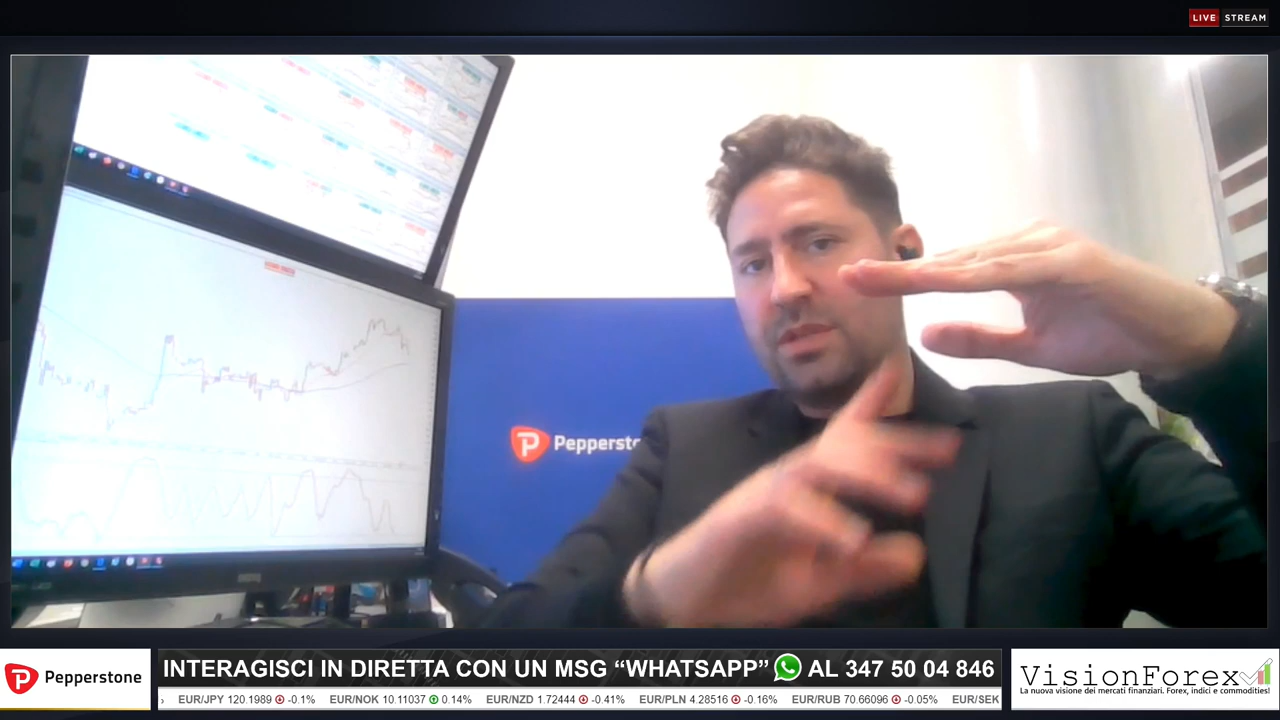 LIVE STREAM
Pepperstone
Pepperstone
INTERAGISCI IN DIRETTA CON UN MSG “WHATSAPP” AL 347 50 04 846
EUR/JPY 120.1989 -0.1% EUR/NOK 10.11037 0.14% EUR/NZD 1.72444 -0.41% EUR/PLN 4.28516 -0.16% EUR/RUB 70.66096 -0.05% EUR/SEK
VisionForex
La nuova visione dei mercati finanziari. Forex, indici e commodities!